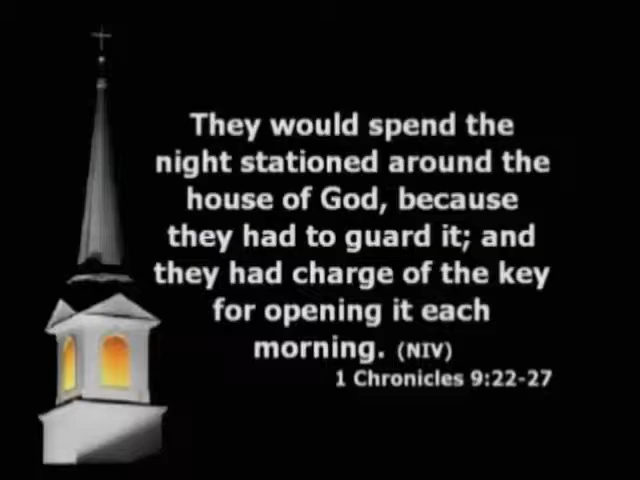 They would spend the
night stationed around the
house of God, because
they had to guard it; and
they had charge of the key
for opening it each
morning. (NIV)
1 Chronicles 9:22-27